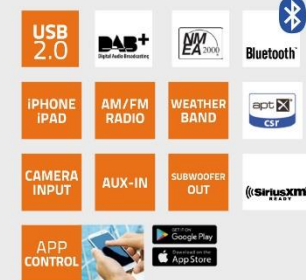 USB
2.0
DAB+
Digital Audio Broadcasting
NM
EA 2000
Bluetooth
iPHONE
iPAD
AM/FM
RADIO
WEATHER
BAND
aptX
CSr
CAMERA
INPUT
AUX-IN
SUBWOOFER
OUT
((SiriusXm
READY
APP
CONTROL
GET IT ON
Google Play
Download on the
App Store